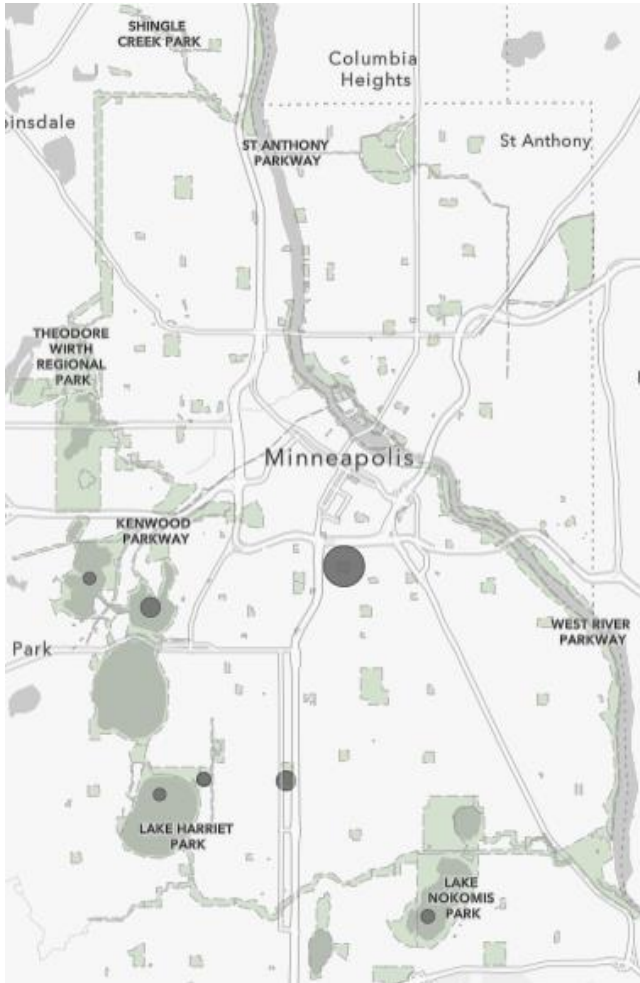 SHINGLE
CREEK PARK
Columbia
Heights
binsdale
ST ANTHONY
PARKWAY
St Anthony
THEODORE
WIRTH
REGIONAL
PARK
Minneapolis
KENWOOD
PARKWAY
WEST RIVER
PARKWAY
Park
LAKE HARRIET
PARK
LAKE
NOKOMIS
PARK